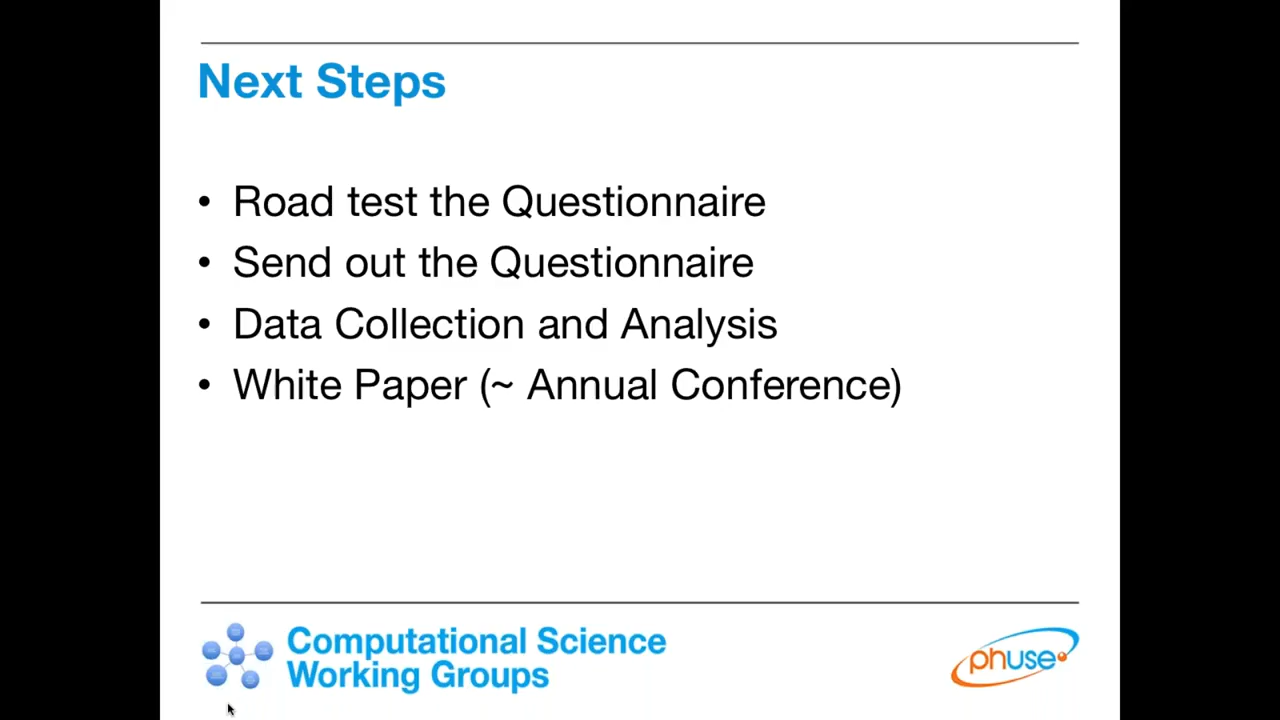 Next Steps
• Road test the Questionnaire
• Send out the Questionnaire
• Data Collection and Analysis
• White Paper (~ Annual Conference)
Computational Science
Working Groups
phuse